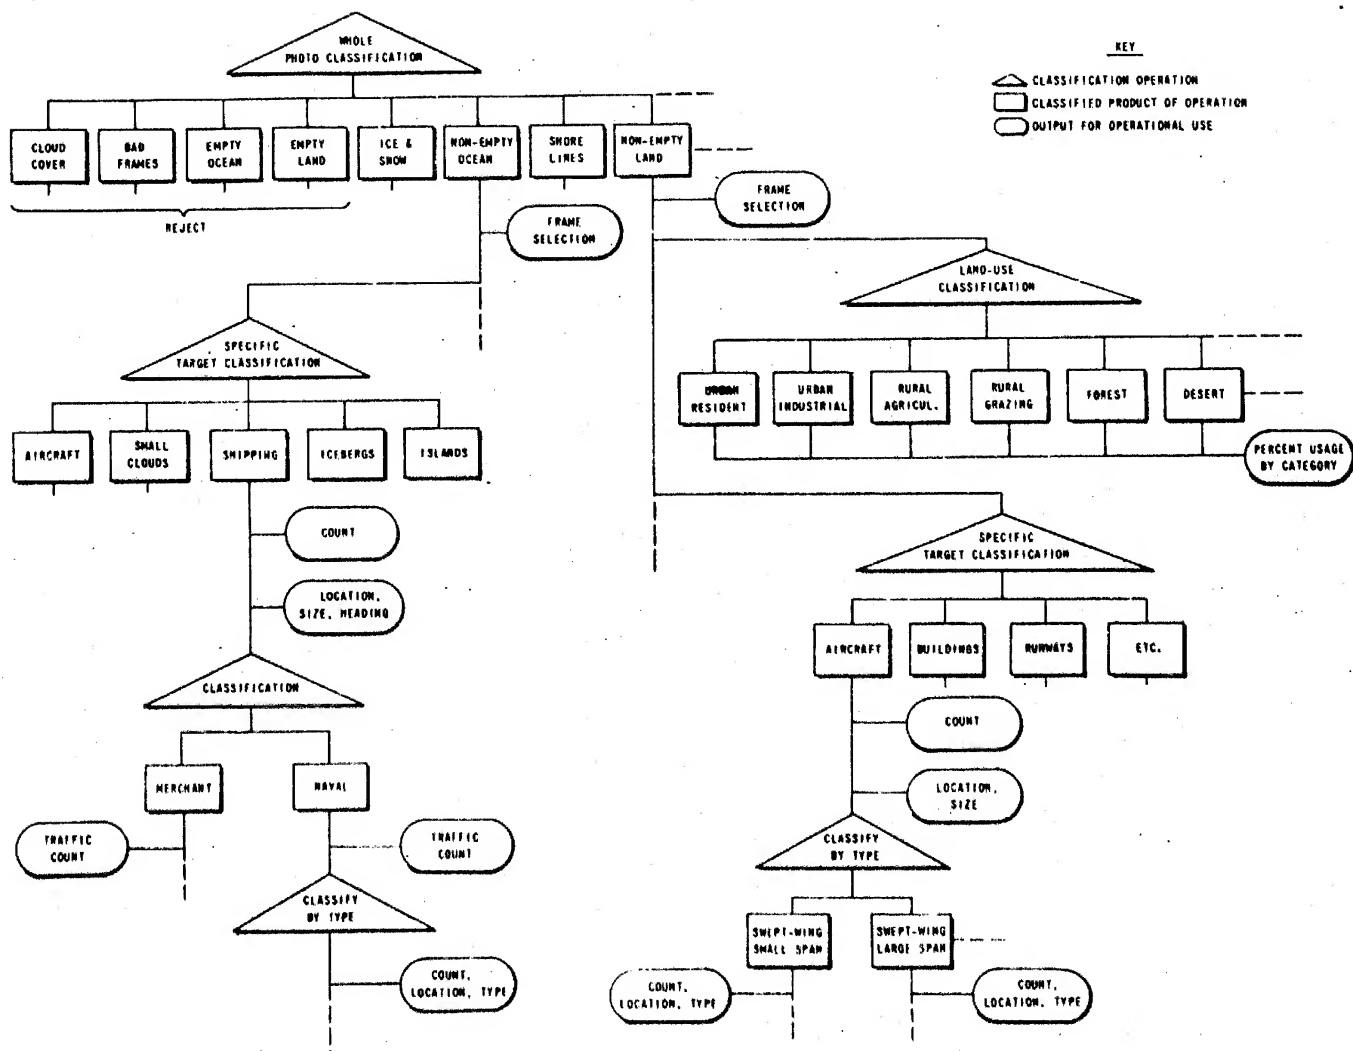 WHOLE
PHOTO CLASSIFICATION
KEY
CLASSIFICATION OPERATION
CLASSIFIED PRODUCT OF OPERATION
OUTPUT FOR OPERATIONAL USE
CLOUD
COVER
BAD
FRAMES
EMPTY
OCEAN
EMPTY
LAND
ICE &
SNOW
NON-EMPTY
OCEAN
SHORE
LINES
NON-EMPTY
LAND
REJECT
FRAME
SELECTION
FRAME
SELECTION
LAND-USE
CLASSIFICATION
SPECIFIC
TARGET CLASSIFICATION
URBAN
RESIDENT
URBAN
INDUSTRIAL
RURAL
AGRICUL.
RURAL
GRAZING
FOREST
DESERT
PERCENT USAGE
BY CATEGORY
AIRCRAFT
SMALL
CLOUDS
SHIPPING
ICEBERGS
ISLANDS
COUNT
LOCATION,
SIZE, HEADING
SPECIFIC
TARGET CLASSIFICATION
AIRCRAFT
BUILDINGS
RUNWAYS
ETC.
CLASSIFICATION
COUNT
LOCATION,
SIZE
MERCHANT
NAVAL
TRAFFIC
COUNT
TRAFFIC
COUNT
CLASSIFY
BY TYPE
CLASSIFY
BY TYPE
SWEPT-WING
SMALL SPAN
SWEPT-WING
LARGE SPAN
COUNT,
LOCATION, TYPE
COUNT,
LOCATION, TYPE
COUNT,
LOCATION, TYPE